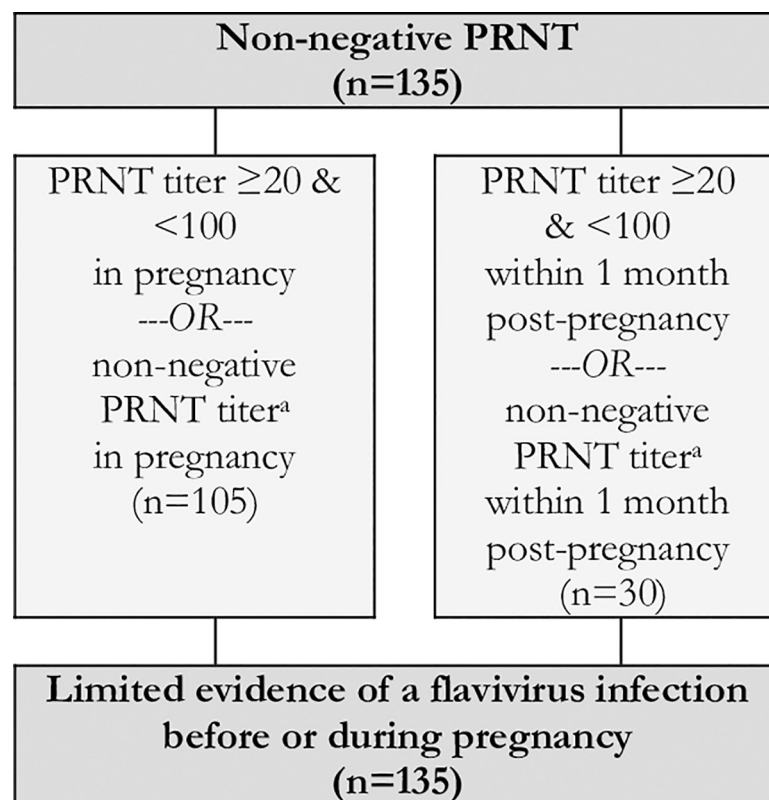 Non-negative PRNT
(n=135)
PRNT titer ≥20 &
<100
in pregnancy
---OR---
non-negative
PRNT titerᵃ
in pregnancy
(n=105)
PRNT titer ≥20
& <100
within 1 month
post-pregnancy
---OR---
non-negative
PRNT titerᵃ
within 1 month
post-pregnancy
(n=30)
Limited evidence of a flavivirus infection
before or during pregnancy
(n=135)